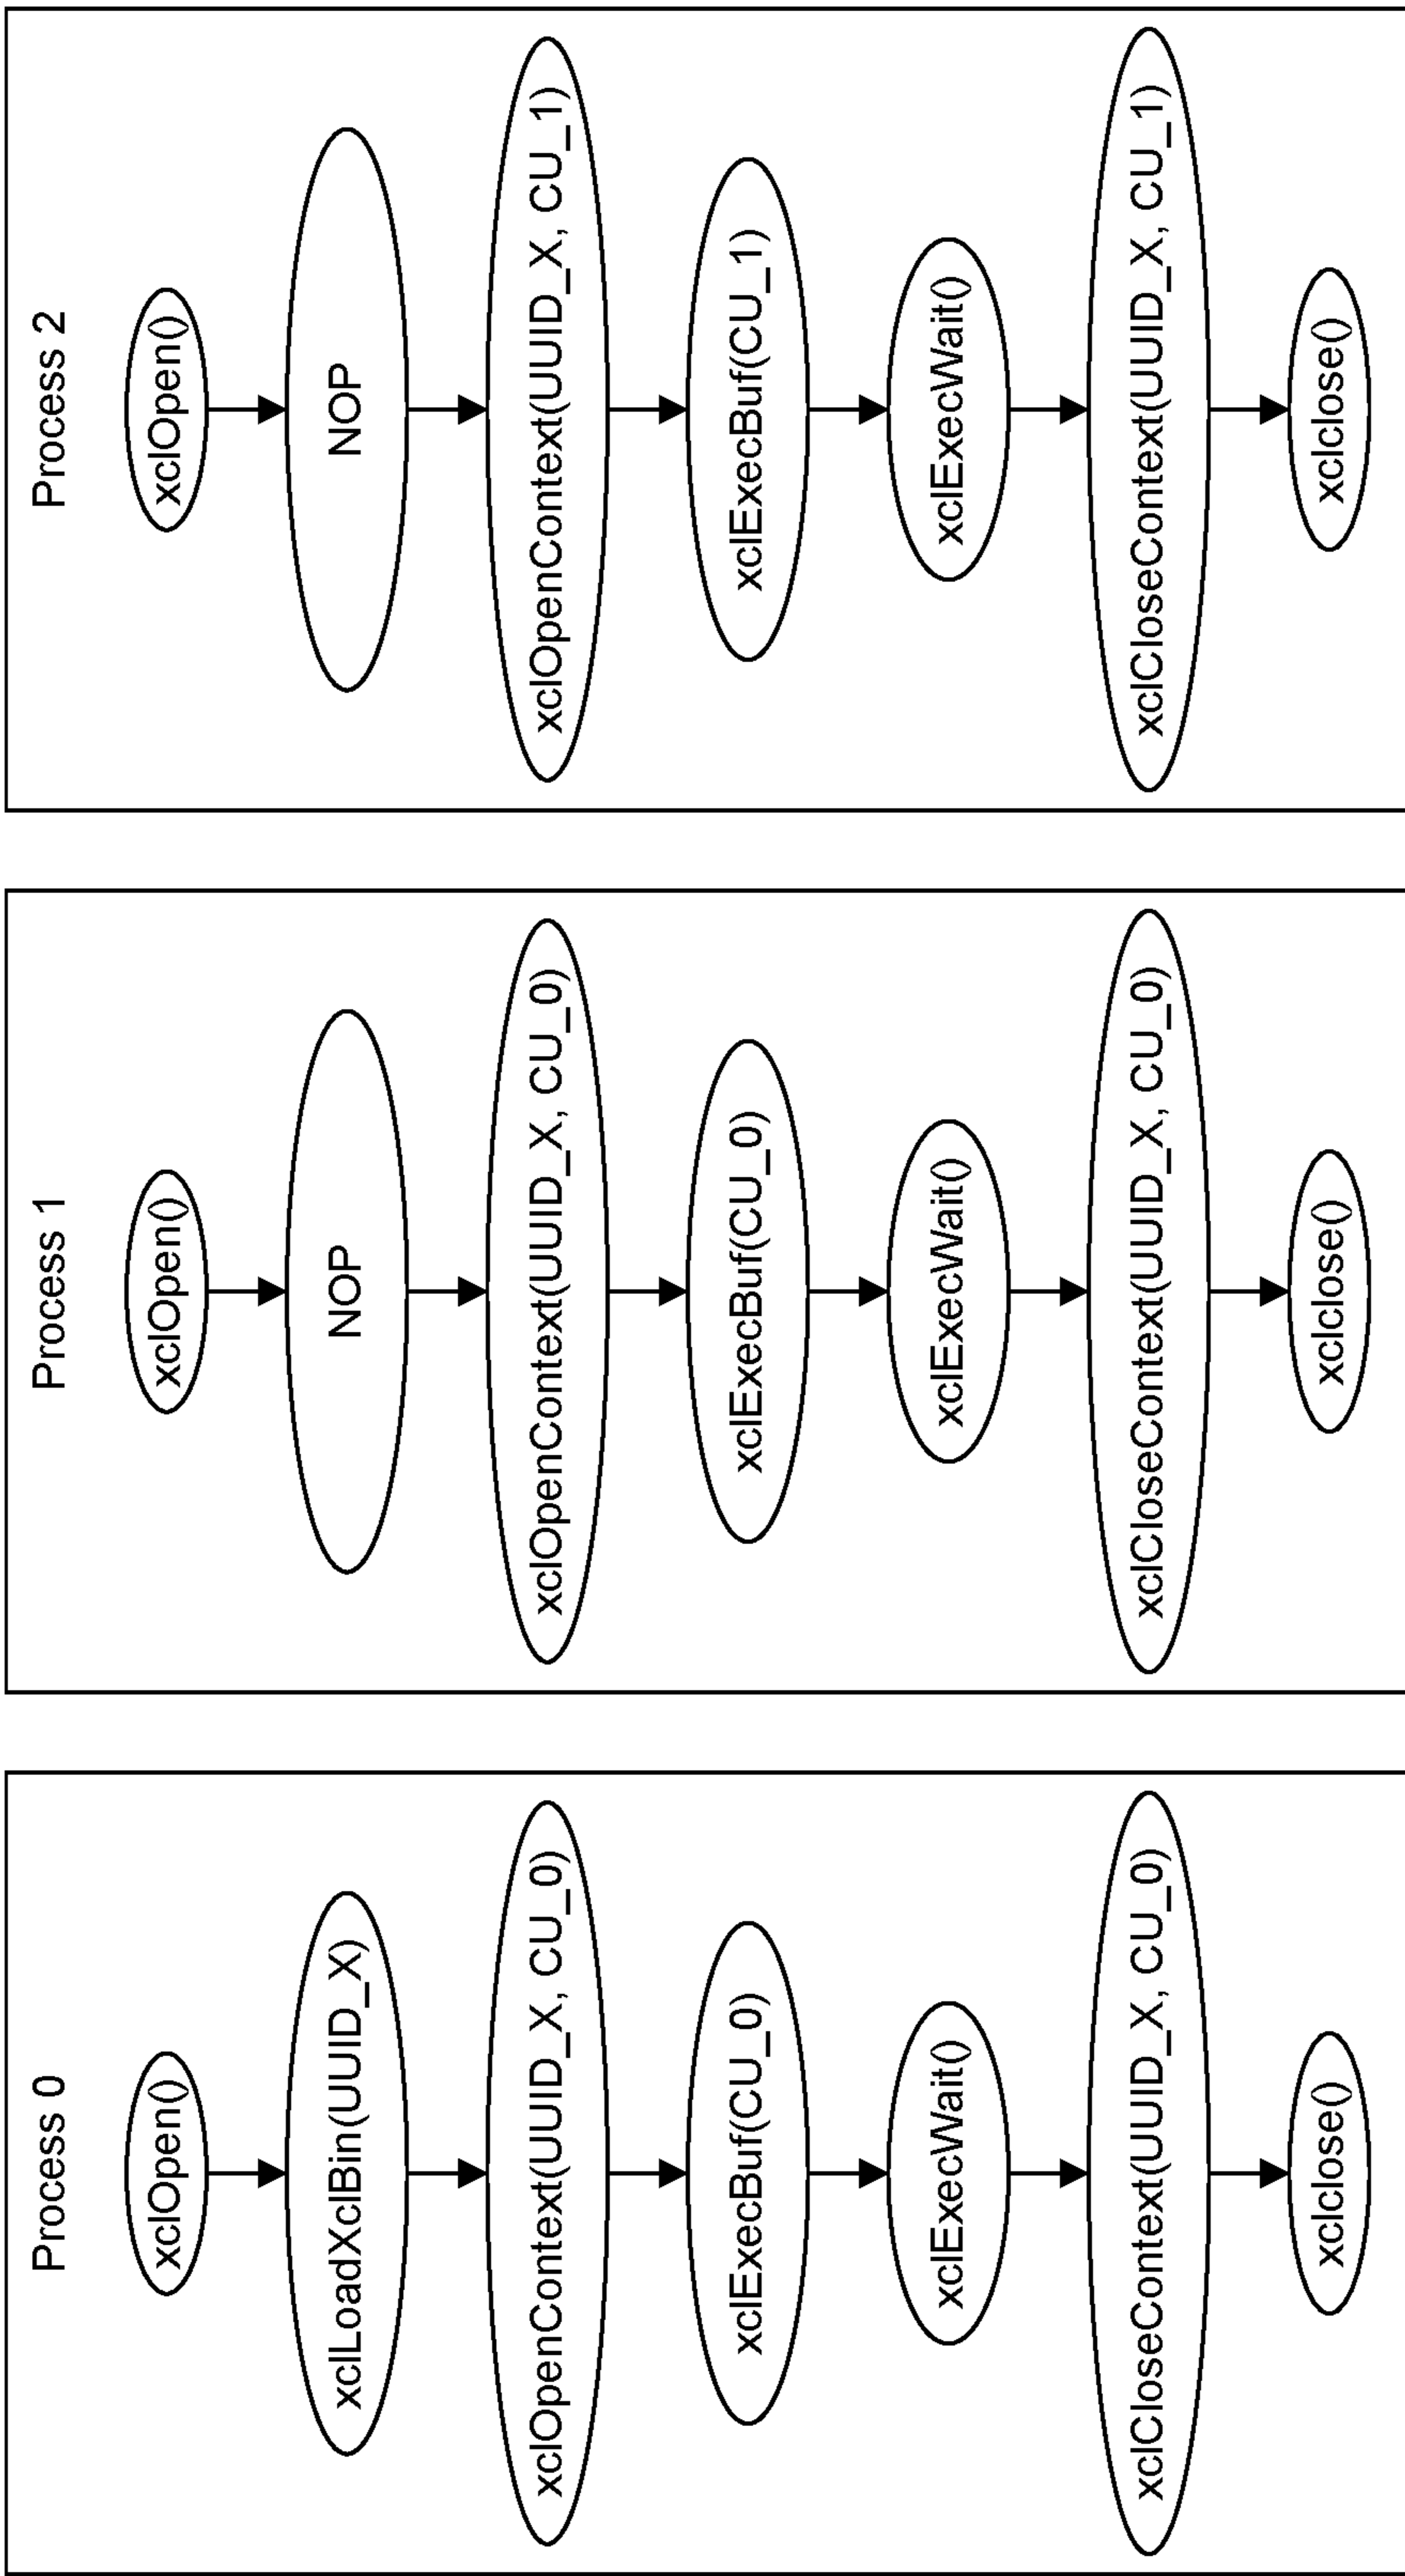 Process 0
xclOpen()
xclLoadXclBin(UUID_X)
xclOpenContext(UUID_X, CU_0)
xclExecBuf(CU_0)
xclExecWait()
xclCloseContext(UUID_X, CU_0)
xclclose()
Process 1
xclOpen()
NOP
xclOpenContext(UUID_X, CU_0)
xclExecBuf(CU_0)
xclExecWait()
xclCloseContext(UUID_X, CU_0)
xclclose()
Process 2
xclOpen()
NOP
xclOpenContext(UUID_X, CU_1)
xclExecBuf(CU_1)
xclExecWait()
xclCloseContext(UUID_X, CU_1)
xclclose()